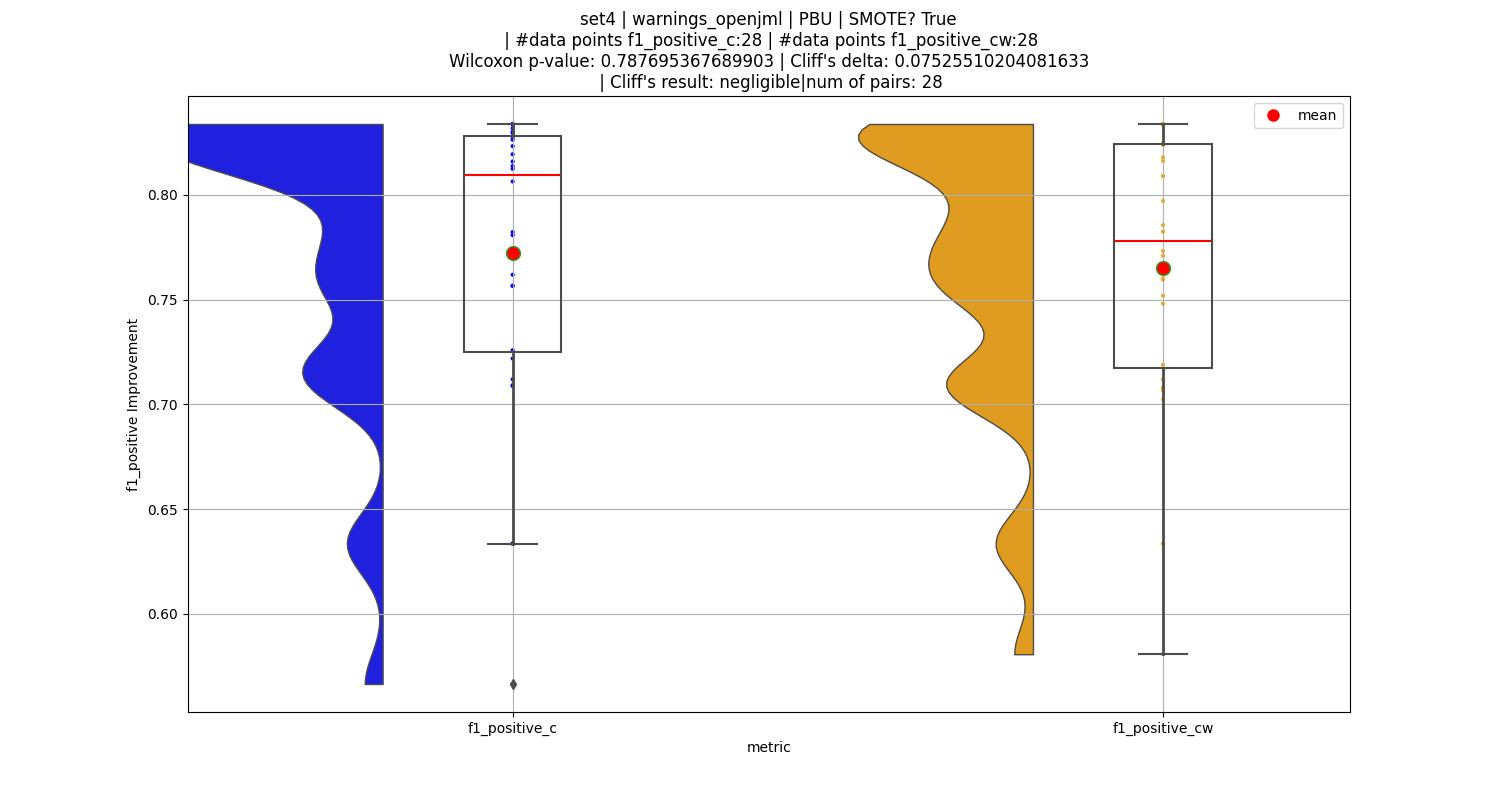 set4 | warnings_openjml | PBU | SMOTE? True
| #data points f1_positive_c:28 | #data points f1_positive_cw:28
Wilcoxon p-value: 0.787695367689903 | Cliff's delta: 0.07525510204081633
| Cliff's result: negligible|num of pairs: 28
mean
0.80
0.75
0.70
0.65
0.60
f1_positive Improvement
f1_positive_c
f1_positive_cw
metric